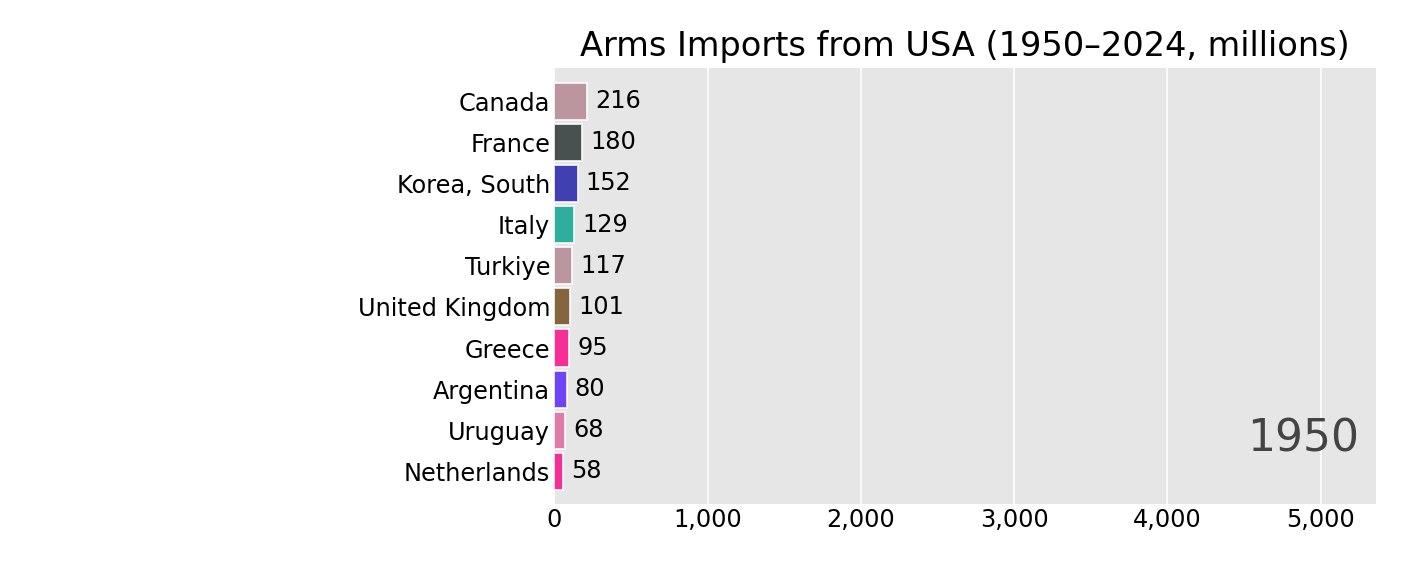 Arms Imports from USA (1950–2024, millions)
Canada 216
France 180
Korea, South 152
Italy 129
Turkiye 117
United Kingdom 101
Greece 95
Argentina 80
Uruguay 68
1950
Netherlands 58
0 1,000 2,000 3,000 4,000 5,000